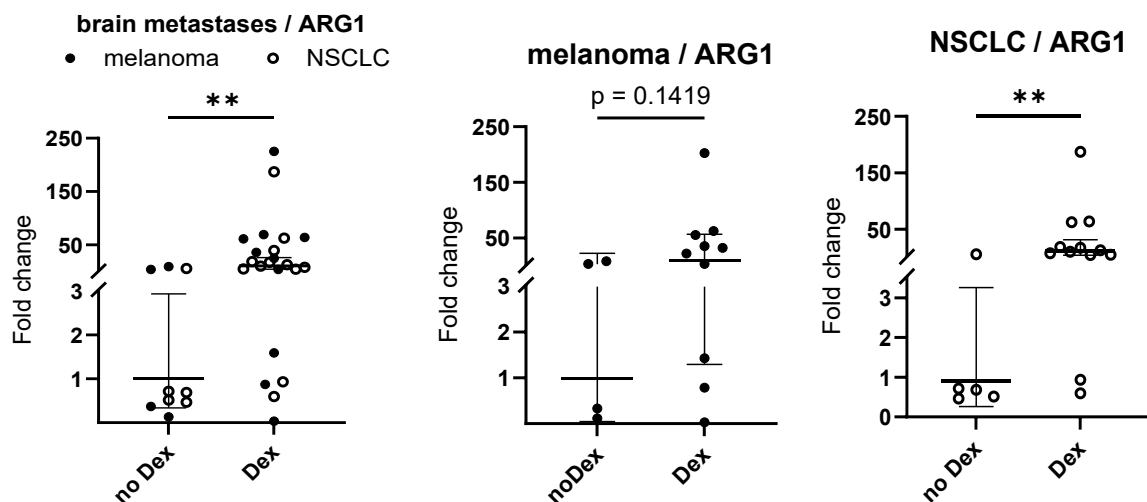 brain metastases / ARG1
melanoma NSCLC
**
Fold change
250
150
50
3
2
1
no Dex
Dex
melanoma / ARG1
p = 0.1419
Fold change
250
150
50
3
2
1
noDex
Dex
NSCLC / ARG1
**
Fold change
250
150
50
3
2
1
0
no Dex
Dex